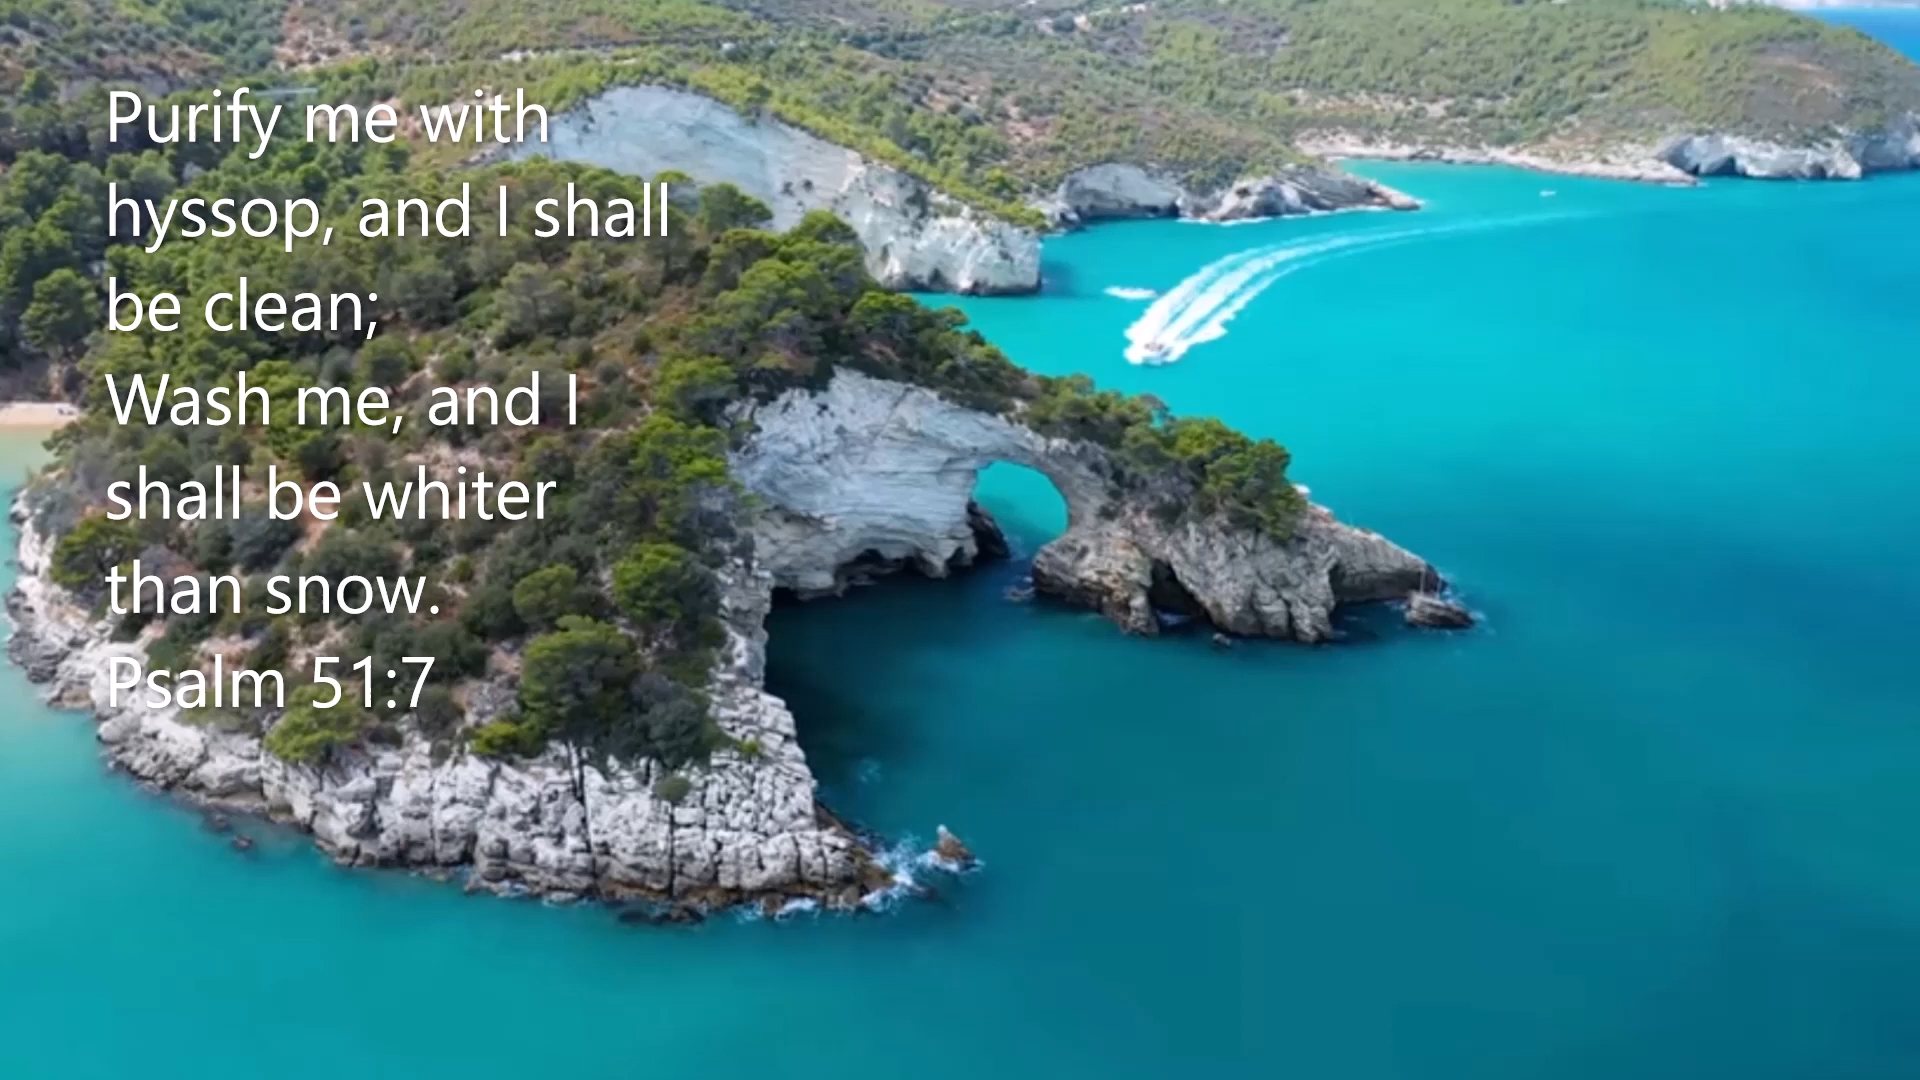 Purify me with
hyssop, and I shall
be clean;
Wash me, and I
shall be whiter
than snow.
Psalm 51:7